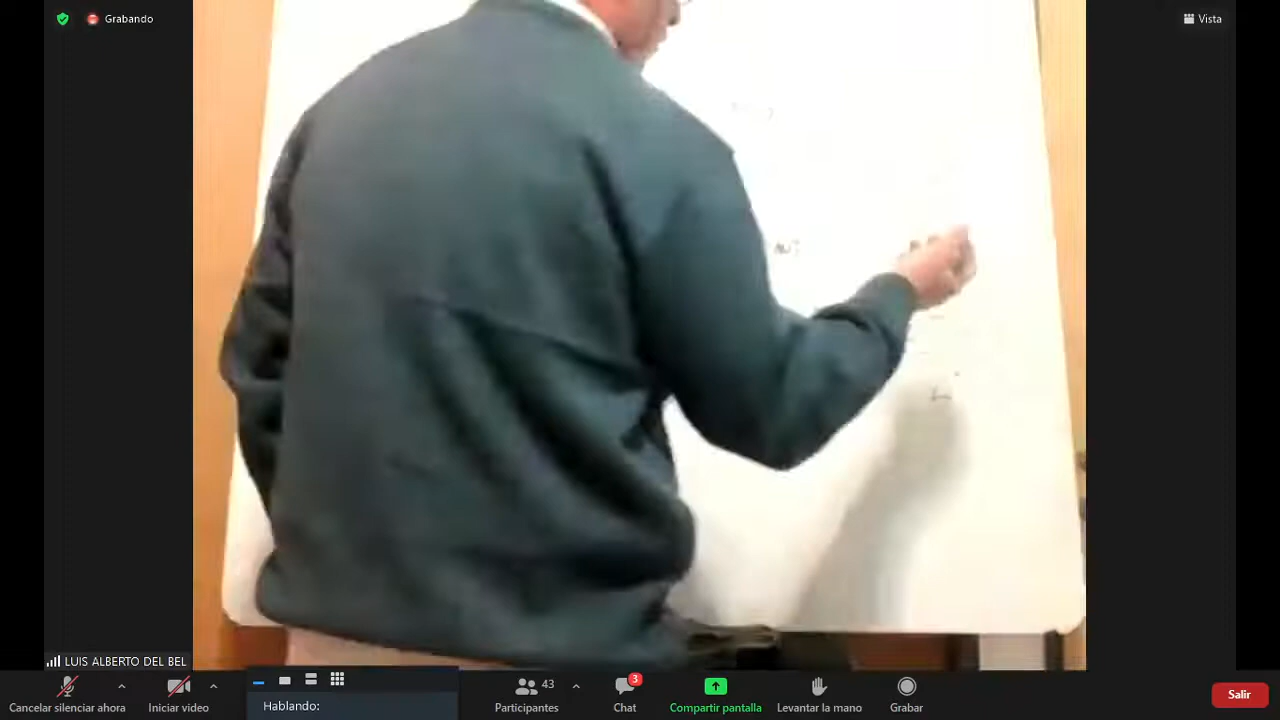 Grabando
Vista
LUIS ALBERTO DEL BEL
Cancelar silenciar ahora
Iniciar video
Hablando:
Participantes
43
Chat
3
Compartir pantalla
Levantar la mano
Grabar
Salir